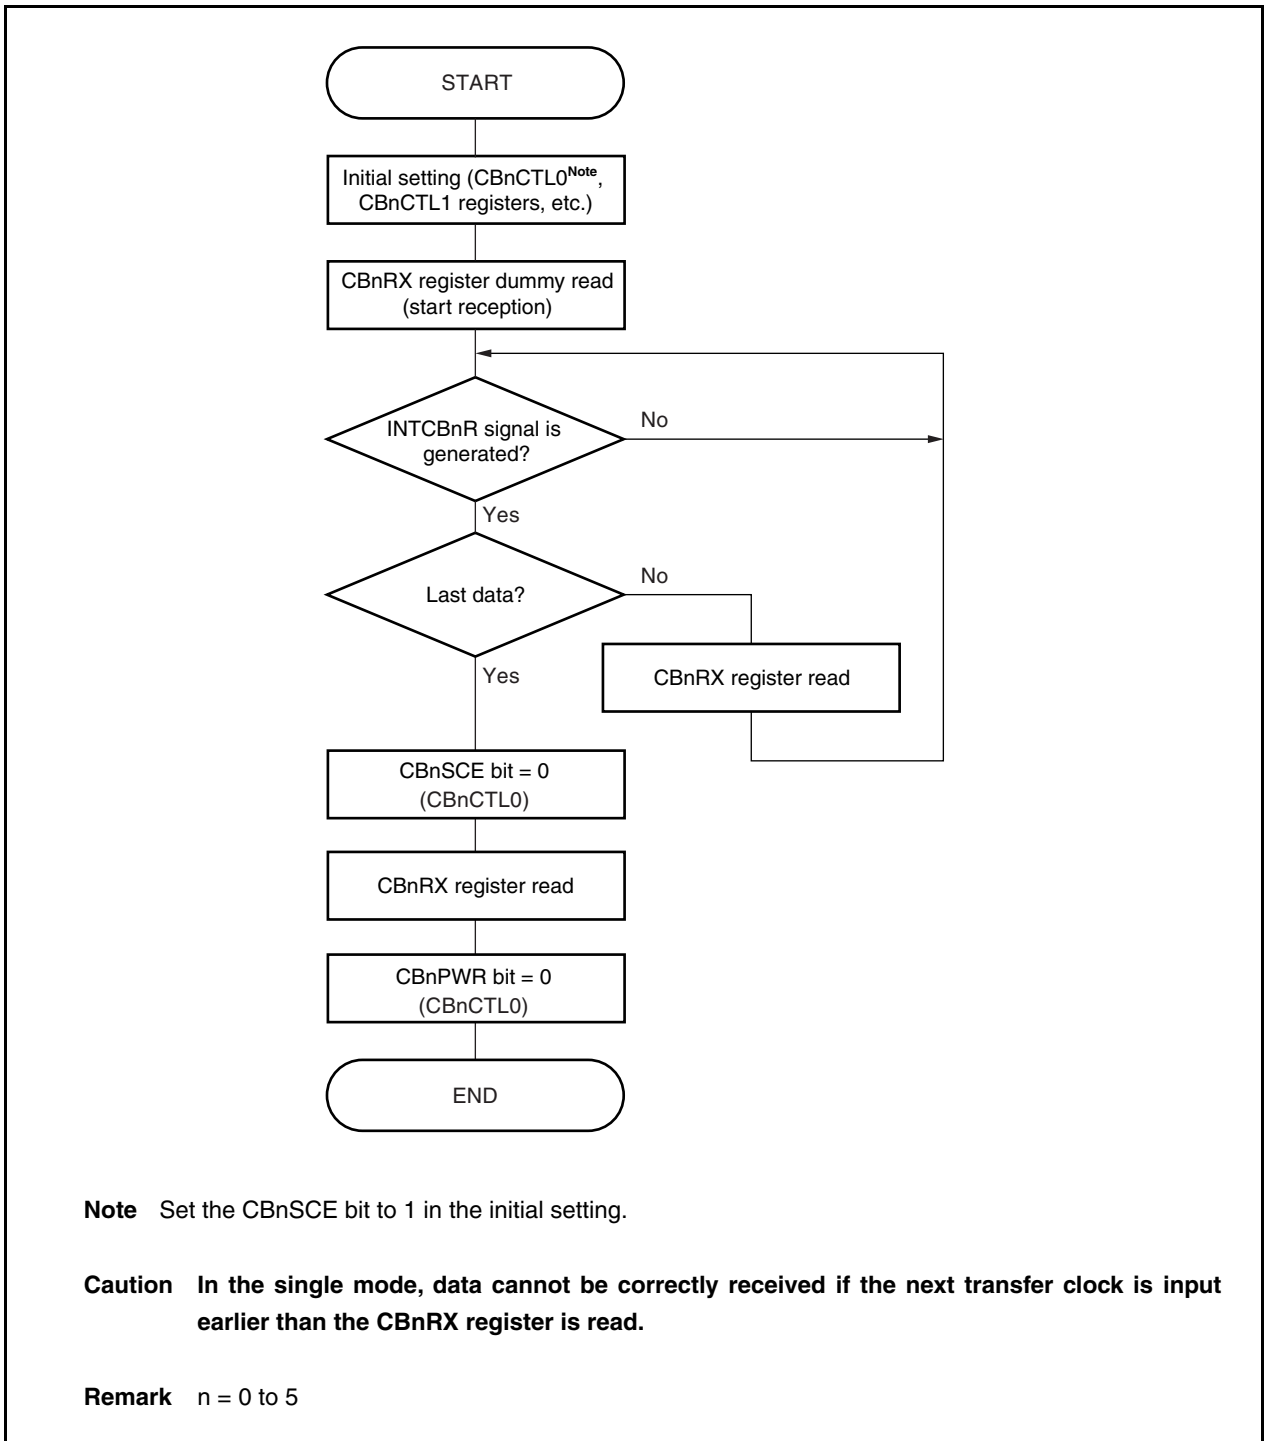 START
Initial setting (CBnCTL0Note,
CBnCTL1 registers, etc.)
CBnRX register dummy read
(start reception)
INTCBnR signal is
generated?
No
Yes
Last data?
No
CBnRX register read
Yes
CBnSCE bit = 0
(CBnCTL0)
CBnRX register read
CBnPWR bit = 0
(CBnCTL0)
END
Note Set the CBnSCE bit to 1 in the initial setting.
Caution In the single mode, data cannot be correctly received if the next transfer clock is input
earlier than the CBnRX register is read.
Remark n = 0 to 5